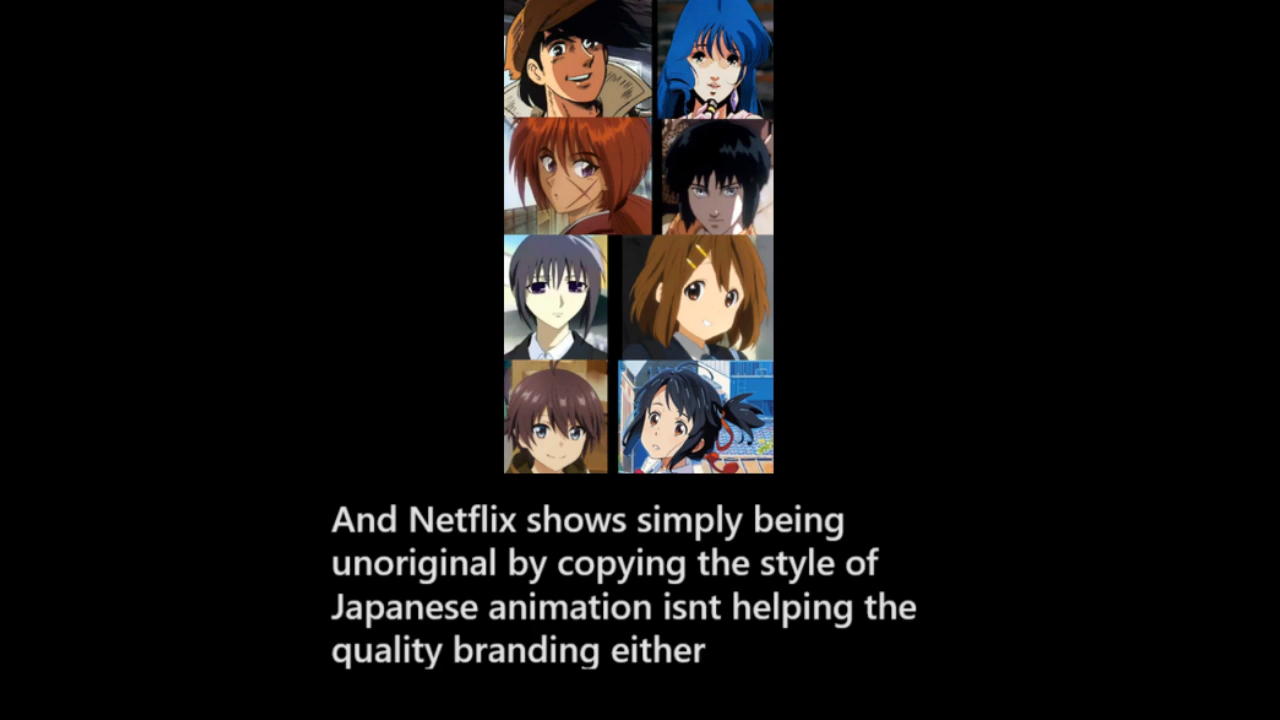 And Netflix shows simply being
unoriginal by copying the style of
Japanese animation isnt helping the
quality branding either